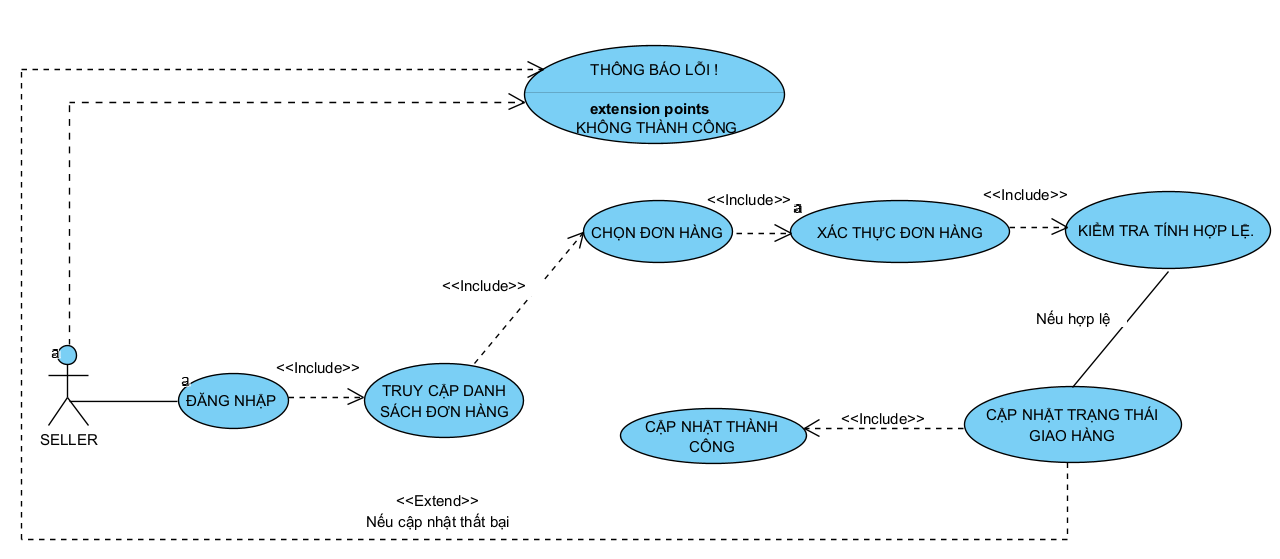 THÔNG BÁO LỖI !
extension points
KHÔNG THÀNH CÔNG
<<Include>>
<<Include>>
a
CHỌN ĐƠN HÀNG
XÁC THỰC ĐƠN HÀNG
KIỂM TRA TÍNH HỢP LỆ.
<<Include>>
Nếu hợp lệ
a
<<Include>>
a
ĐĂNG NHẬP
TRUY CẬP DANH
SÁCH ĐƠN HÀNG
SELLER
CẬP NHẬT THÀNH
CÔNG
<<Include>>
CẬP NHẬT TRẠNG THÁI
GIAO HÀNG
<<Extend>>
Nếu cập nhật thất bại